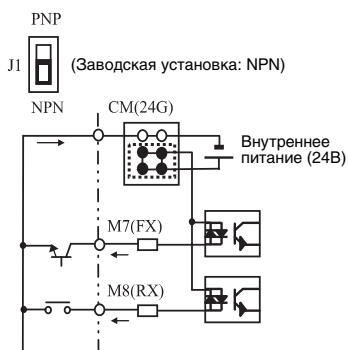 PNP
J1
(Заводская установка: NPN)
NPN
CM(24G)
Внутреннее
питание (24В)
M7(FX)
M8(RX)